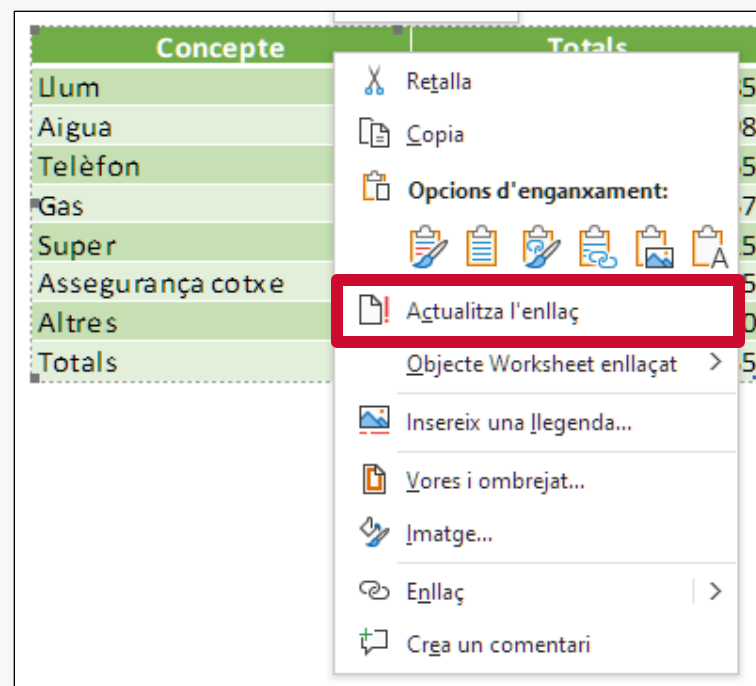 Concepte Totals
Llum
Aigua
Telèfon
Gas
Super
Assegurança cotxe
Altres
Totals
Retalla
Copia
Opcions d'enganxament:
Actualitza l'enllaç
Objecte Worksheet enllaçat
Insereix una llegenda...
Vores i ombrejat...
Imatge...
Enllaç
Crea un comentari